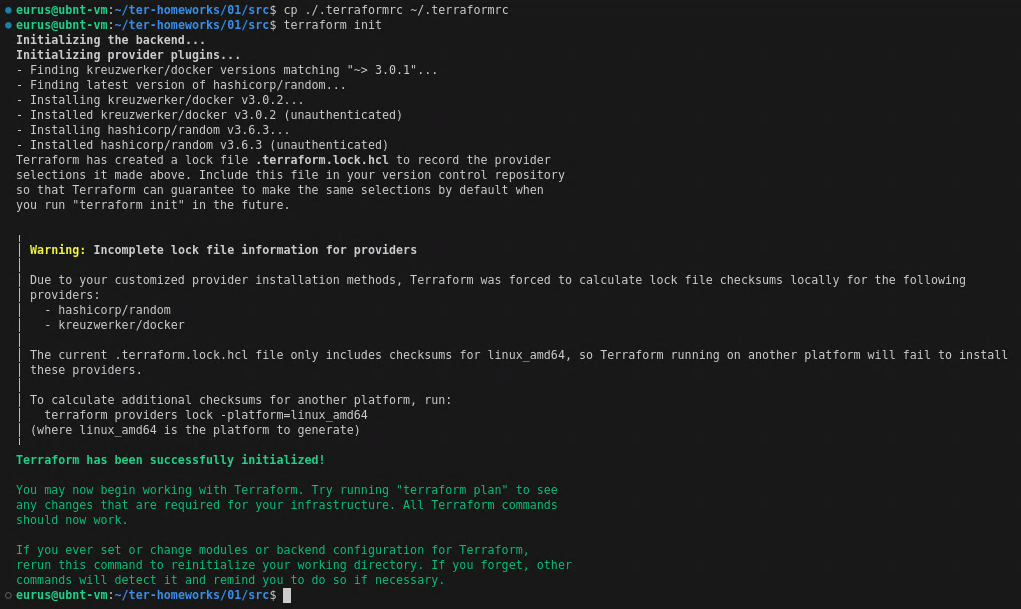 eurus@ubnt-vm:~/ter-homeworks/01/src$ cp ./.terraformrc ~/.terraformrc
eurus@ubnt-vm:~/ter-homeworks/01/src$ terraform init
Initializing the backend...
Initializing provider plugins...
- Finding kreuzwerker/docker versions matching "~> 3.0.1"...
- Finding latest version of hashicorp/random...
- Installing kreuzwerker/docker v3.0.2...
- Installed kreuzwerker/docker v3.0.2 (unauthenticated)
- Installing hashicorp/random v3.6.3...
- Installed hashicorp/random v3.6.3 (unauthenticated)
Terraform has created a lock file .terraform.lock.hcl to record the provider
selections it made above. Include this file in your version control repository
so that Terraform can guarantee to make the same selections by default when
you run "terraform init" in the future.
Warning: Incomplete lock file information for providers
Due to your customized provider installation methods, Terraform was forced to calculate lock file checksums locally for the following
providers:
- hashicorp/random
- kreuzwerker/docker
The current .terraform.lock.hcl file only includes checksums for linux_amd64, so Terraform running on another platform will fail to install
these providers.
To calculate additional checksums for another platform, run:
terraform providers lock -platform=linux_amd64
(where linux_amd64 is the platform to generate)
Terraform has been successfully initialized!
You may now begin working with Terraform. Try running "terraform plan" to see
any changes that are required for your infrastructure. All Terraform commands
should now work.
If you ever set or change modules or backend configuration for Terraform,
rerun this command to reinitialize your working directory. If you forget, other
commands will detect it and remind you to do so if necessary.
eurus@ubnt-vm:~/ter-homeworks/01/src$